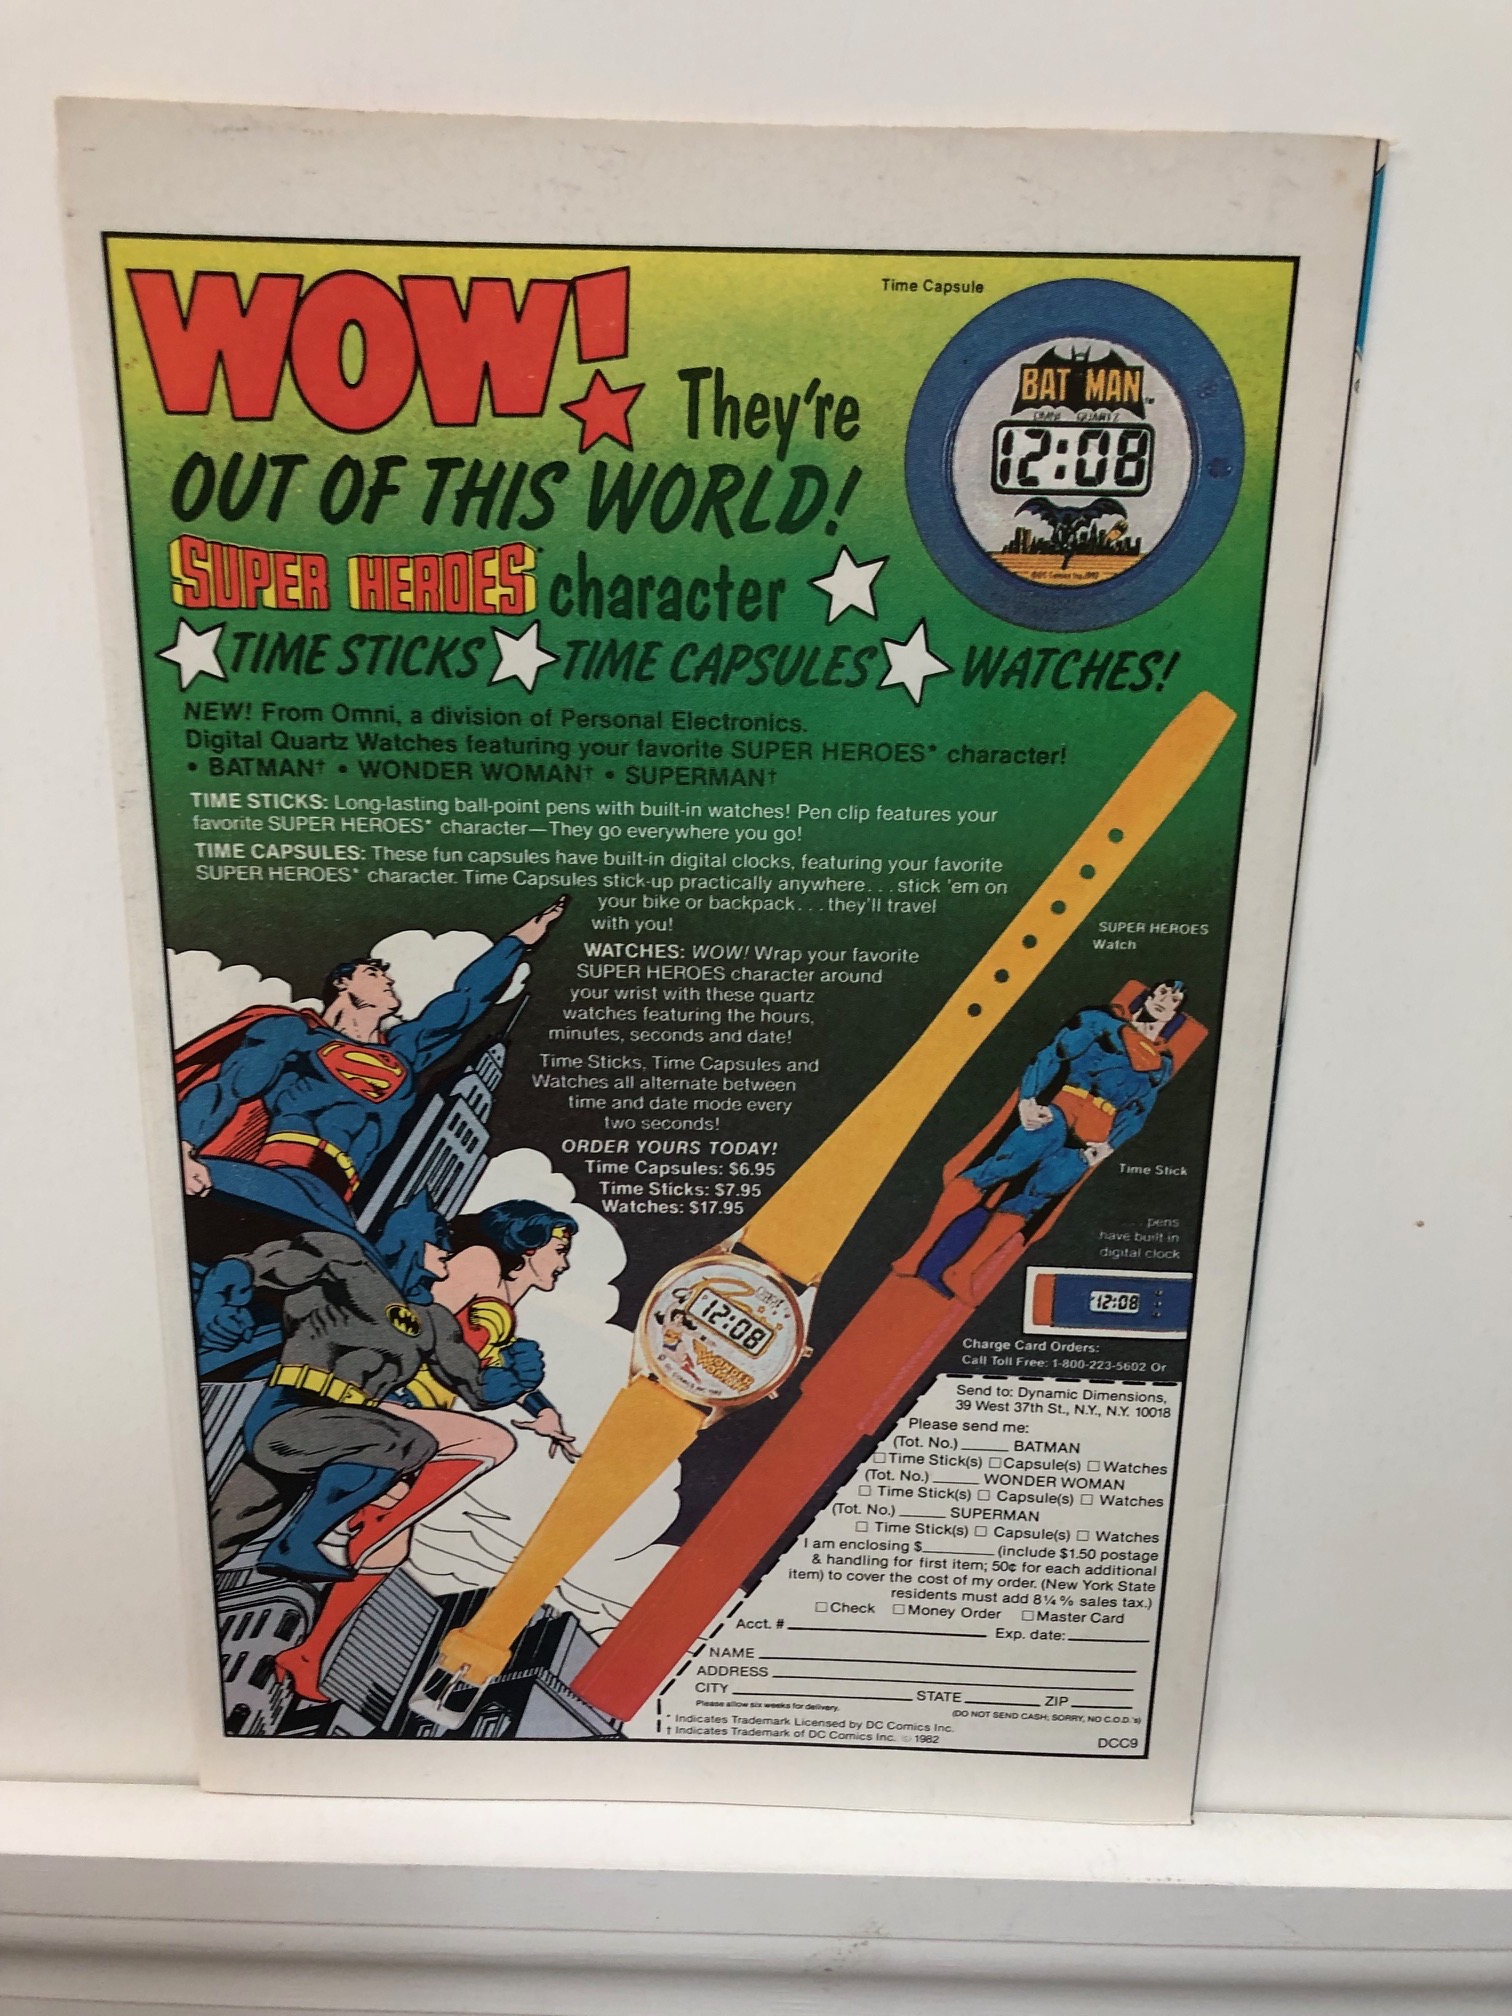 WOW!
Time Capsule
BATMAN
OMNI QUARTZ
12:08
They're
OUT OF THIS WORLD!
SUPER HEROES* character
TIME STICKS TIME CAPSULES WATCHES!
NEW! From Omni, a division of Personal Electronics.
Digital Quartz Watches featuring your favorite SUPER HEROES* character!
• BATMAN† • WONDER WOMAN† • SUPERMAN†
TIME STICKS: Long-lasting ball-point pens with built-in watches! Pen clip features your
favorite SUPER HEROES* character—They go everywhere you go!
TIME CAPSULES: These fun capsules have built-in digital clocks, featuring your favorite
SUPER HEROES* character. Time Capsules stick-up practically anywhere...stick 'em on
your bike or backpack...they'll travel
with you!
WATCHES: WOW! Wrap your favorite
SUPER HEROES character around
your wrist with these quartz
watches featuring the hours,
minutes, seconds and date!
Time Sticks, Time Capsules and
Watches all alternate between
time and date mode every
two seconds!
ORDER YOURS TODAY!
Time Capsules: $6.95
Time Sticks: $7.95
Watches: $17.95
SUPER HEROES
Watch
Time Stick
pens
have built in
digital clock
12:08
12:08
WONDER
WOMAN
Charge Card Orders:
Call Toll Free: 1-800-223-5602 Or
Send to: Dynamic Dimensions,
39 West 37th St., N.Y., N.Y. 10018
Please send me:
(Tot. No.) ______ BATMAN
□ Time Stick(s) □ Capsule(s) □ Watches
(Tot. No.) ______ WONDER WOMAN
□ Time Stick(s) □ Capsule(s) □ Watches
(Tot. No.) ______ SUPERMAN
□ Time Stick(s) □ Capsule(s) □ Watches
I am enclosing $________ (include $1.50 postage
& handling for first item; 50¢ for each additional
item) to cover the cost of my order. (New York State
residents must add 8¼% sales tax.)
□ Check □ Money Order □ Master Card
Acct. # ____________ Exp. date: ________
NAME
ADDRESS
CITY ____________ STATE ________ ZIP ________
Please allow six weeks for delivery. (DO NOT SEND CASH; SORRY, NO C.O.D.'s)
* Indicates Trademark Licensed by DC Comics Inc.
† Indicates Trademark of DC Comics Inc. © 1982
DCC9